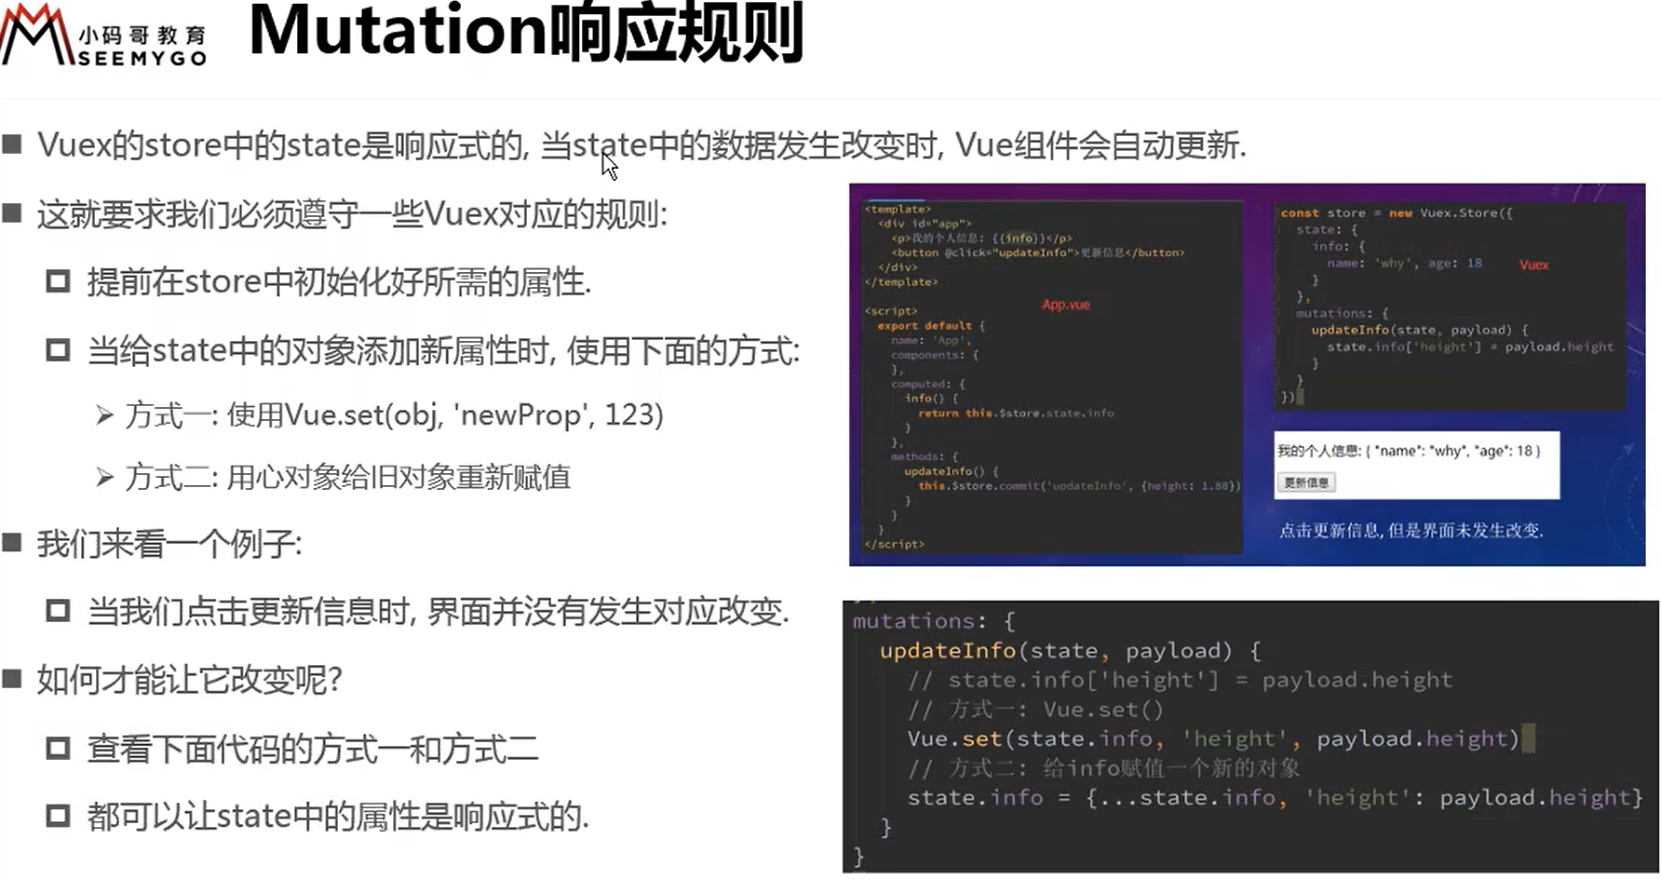 小码哥教育
SEEMYGO
Mutation响应规则
Vuex的store中的state是响应式的, 当state中的数据发生改变时, Vue组件会自动更新.
这就要求我们必须遵守一些Vuex对应的规则:
提前在store中初始化好所需的属性.
当给state中的对象添加新属性时, 使用下面的方式:
方式一: 使用Vue.set(obj, 'newProp', 123)
方式二: 用心对象给旧对象重新赋值
我们来看一个例子:
当我们点击更新信息时, 界面并没有发生对应改变.
如何才能让它改变呢?
查看下面代码的方式一和方式二
都可以让state中的属性是响应式的.
<template>
<div id="app">
<p>我的个人信息: {{info}}</p>
<button @click="updateInfo">更新信息</button>
</div>
</template>
App.vue
<script>
export default {
name: 'App',
components: {
},
computed: {
info() {
return this.$store.state.info
}
},
methods: {
updateInfo() {
this.$store.commit('updateInfo', {height: 1.88})
}
}
}
</script>
const store = new Vuex.Store({
state: {
info: {
name: 'why', age: 18
Vuex
}
},
mutations: {
updateInfo(state, payload) {
state.info['height'] = payload.height
}
}
})
我的个人信息: { "name": "why", "age": 18 }
更新信息
点击更新信息, 但是界面未发生改变.
mutations: {
updateInfo(state, payload) {
// state.info['height'] = payload.height
// 方式一: Vue.set()
Vue.set(state.info, 'height', payload.height)
// 方式二: 给info赋值一个新的对象
state.info = {...state.info, 'height': payload.height}
}
}